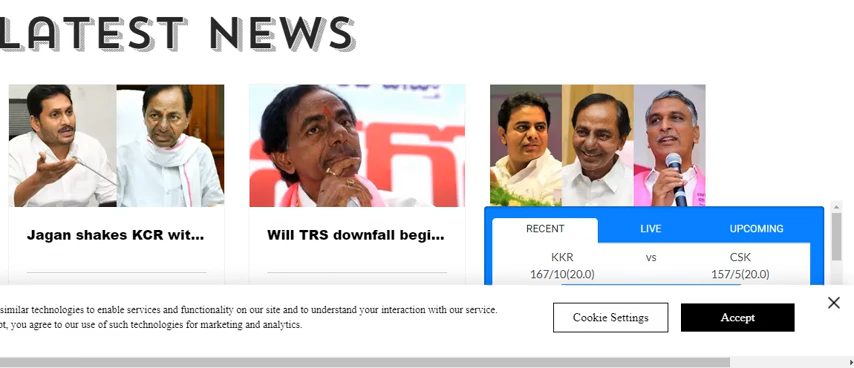 LATEST NEWS
Jagan shakes KCR wit...
Will TRS downfall begi...
RECENT
LIVE
UPCOMING
KKR
vs
CSK
167/10(20.0)
157/5(20.0)
similar technologies to enable services and functionality on our site and to understand your interaction with our service.
pt, you agree to our use of such technologies for marketing and analytics.
Cookie Settings
Accept